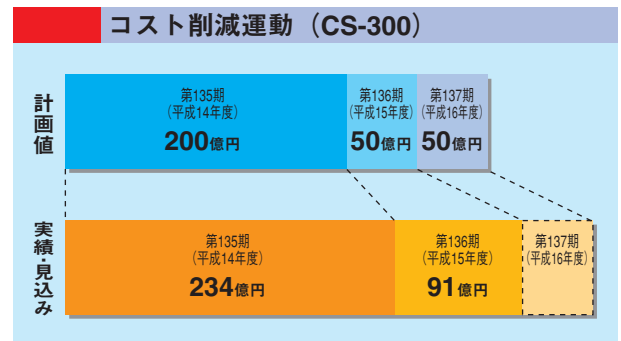 コスト削減運動（CS-300）
計画値
第135期
（平成14年度）
200億円
第136期
（平成15年度）
50億円
第137期
（平成16年度）
50億円
実績・見込み
第135期
（平成14年度）
234億円
第136期
（平成15年度）
91億円
第137期
（平成16年度）